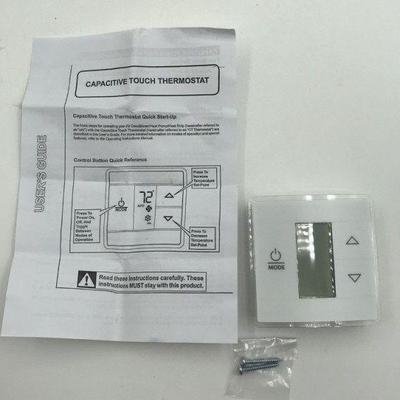 USER'S GUIDE
CAPACITIVE TOUCH THERMOSTAT
Capacitive Touch Thermostat Quick Start-Up
Control Button Quick Reference
Press To
Increase
Temperature
Set-Point
72°
AUTO
MODE
Press To
Power On,
Off, And
Toggle
Between
Modes of
Operation
Press To
Decrease
Temperature
Set-Point
Read these instructions carefully. These
instructions MUST stay with this product.
MODE